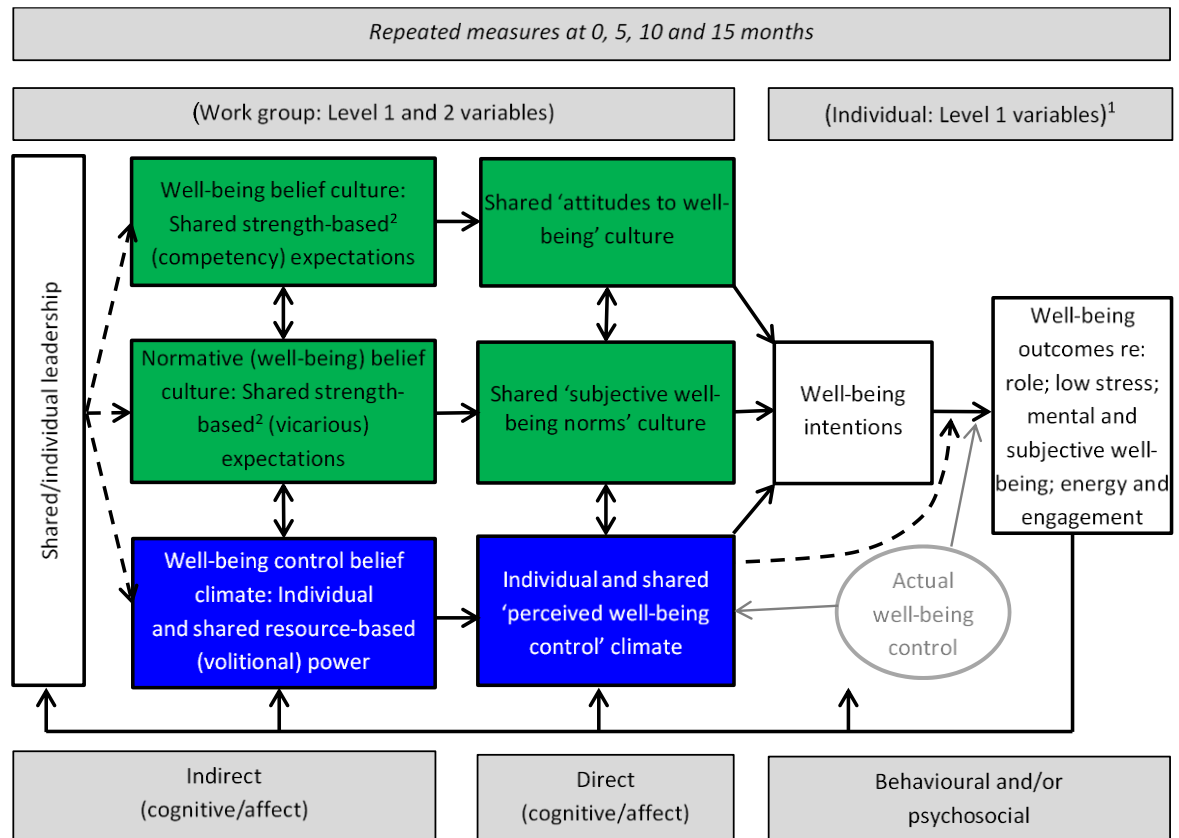 Repeated measures at 0, 5, 10 and 15 months
(Work group: Level 1 and 2 variables)
(Individual: Level 1 variables)¹
Shared/individual leadership
Well-being belief culture:
Shared strength-based²
(competency) expectations
Shared ‘attitudes to well-
being’ culture
Normative (well-being) belief
culture: Shared strength-
based² (vicarious)
expectations
Shared ‘subjective well-
being norms’ culture
Well-being
intentions
Well-being
outcomes re:
role; low stress;
mental and
subjective well-
being; energy and
engagement
Well-being control belief
climate: Individual
and shared resource-based
(volitional) power
Individual and shared
‘perceived well-being
control’ climate
Actual
well-being
control
Indirect
(cognitive/affect)
Direct
(cognitive/affect)
Behavioural and/or
psychosocial